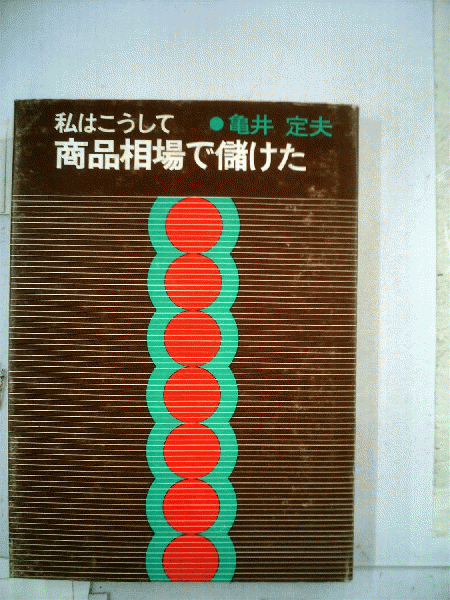 私はこうして
●亀井 定夫
商品相場で儲けた